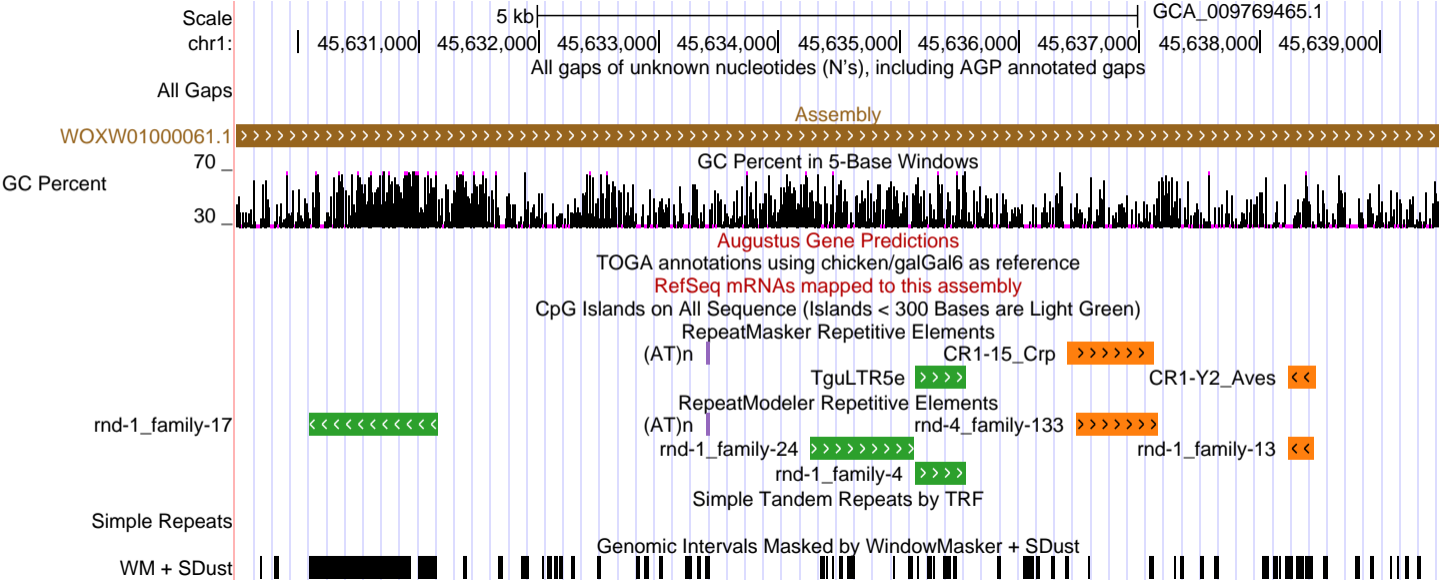 Scale 5 kb GCA_009769465.1
chr1: 45,631,000 45,632,000 45,633,000 45,634,000 45,635,000 45,636,000 45,637,000 45,638,000 45,639,000
All gaps of unknown nucleotides (N's), including AGP annotated gaps
All Gaps
Assembly
WOXW01000061.1
70 GC Percent in 5-Base Windows
GC Percent
30
Augustus Gene Predictions
TOGA annotations using chicken/galGal6 as reference
RefSeq mRNAs mapped to this assembly
CpG Islands on All Sequence (Islands < 300 Bases are Light Green)
RepeatMasker Repetitive Elements
(AT)n CR1-15_Crp
TguLTR5e CR1-Y2_Aves
RepeatModeler Repetitive Elements
rnd-1_family-17 (AT)n rnd-4_family-133
rnd-1_family-24 rnd-1_family-13
rnd-1_family-4
Simple Tandem Repeats by TRF
Simple Repeats
Genomic Intervals Masked by WindowMasker + SDust
WM + SDust